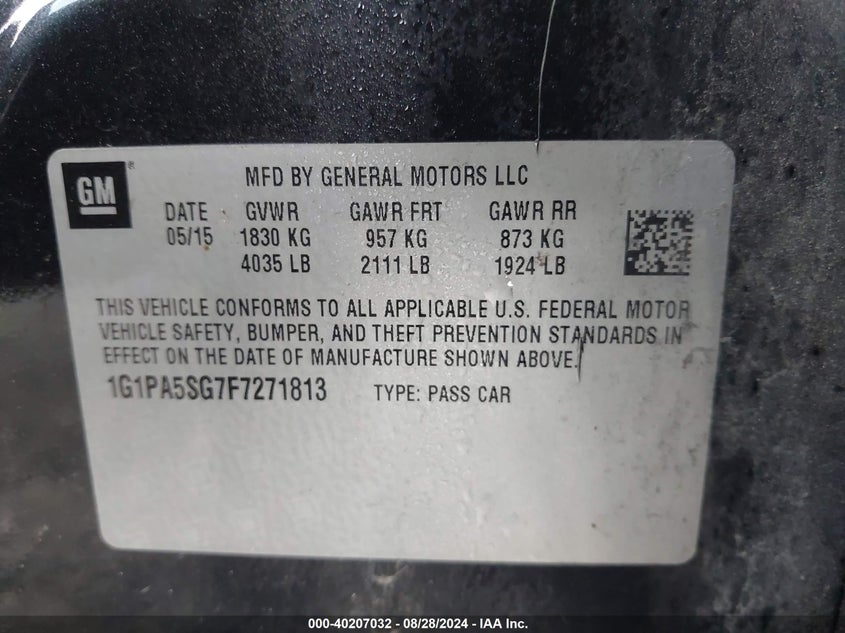 GM
MFD BY GENERAL MOTORS LLC
DATE GVWR GAWR FRT GAWR RR
05/15 1830 KG 957 KG 873 KG
4035 LB 2111 LB 1924 LB
THIS VEHICLE CONFORMS TO ALL APPLICABLE U.S. FEDERAL MOTOR
VEHICLE SAFETY, BUMPER, AND THEFT PREVENTION STANDARDS IN
EFFECT ON THE DATE OF MANUFACTURE SHOWN ABOVE.
1G1PA5SG7F7271813 TYPE: PASS CAR
000-40207032 - 08/28/2024 - IAA Inc.